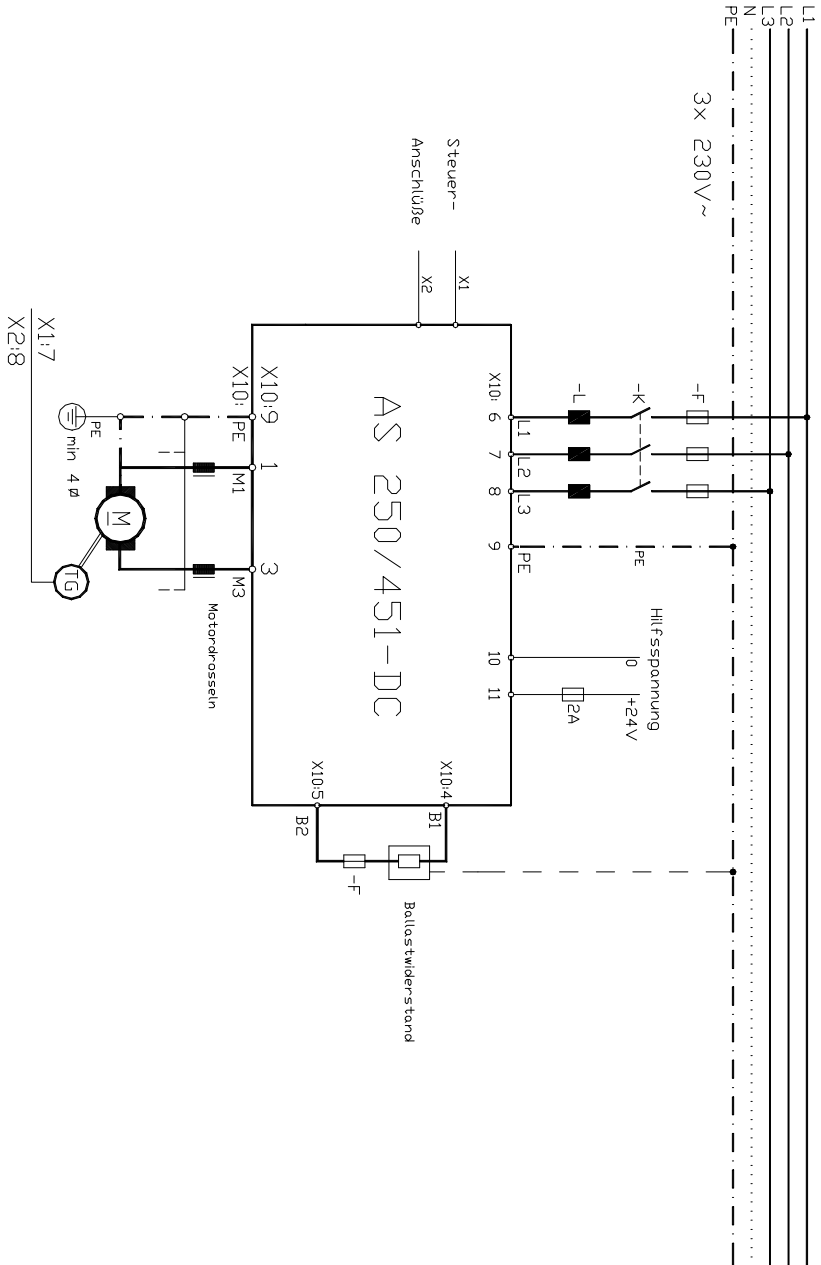 L1
L2
L3
N
PE
3x 230V~
-F
-K
-L
L1
L2
L3
PE
PE
X10:
6
7
8
9
10
11
Hilfsspannung
0
+24V
2A
Steuer-
Anschlüße
X1
X2
AS 250/451-DC
X10:4
B1
X10:5
B2
-F
Ballastwiderstand
X10:9
X10:
PE
1
M1
3
M3
Motordrosseln
PE
min 4⌀
M
TG
X1:7
X2:8